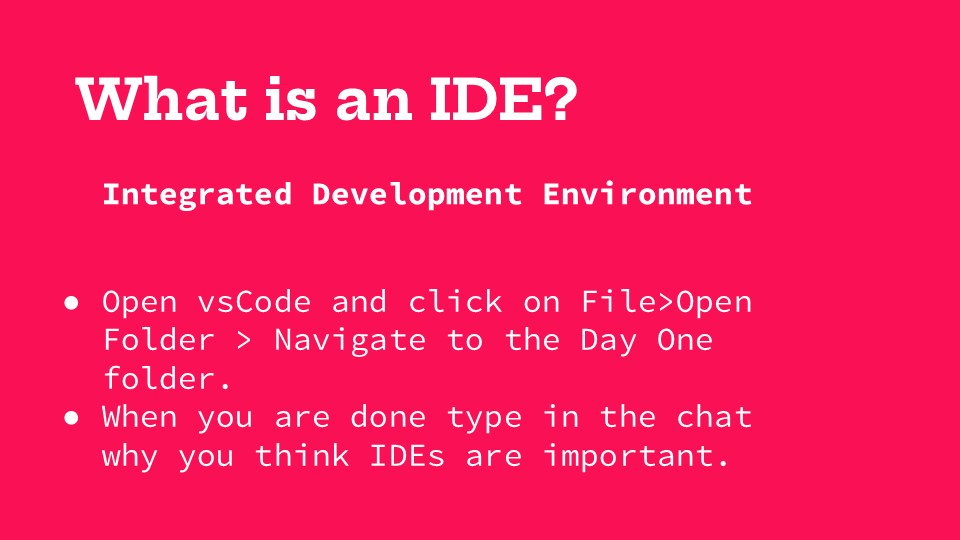 What is an IDE?
Integrated Development Environment
● Open vsCode and click on File>Open
Folder > Navigate to the Day One
folder.
● When you are done type in the chat
why you think IDEs are important.